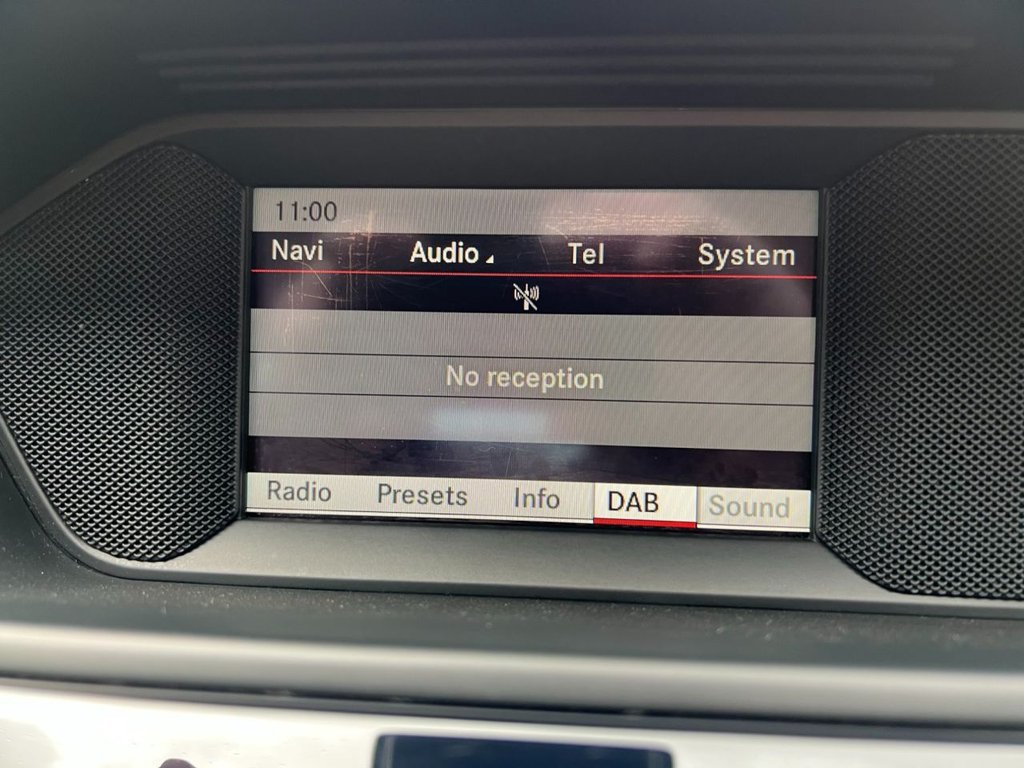 11:00
Navi Audio Tel System
No reception
Radio Presets Info DAB Sound